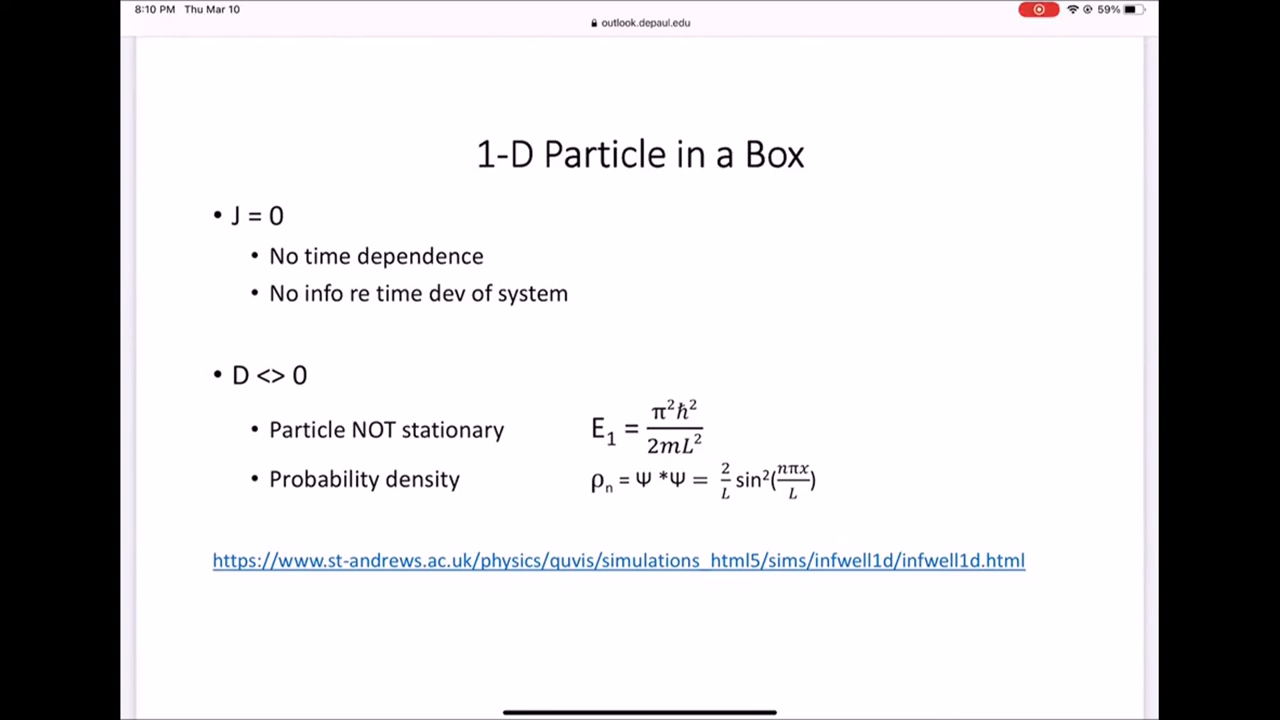 8:10 PM Thu Mar 10
59%
outlook.depaul.edu
1-D Particle in a Box
• J = 0
• No time dependence
• No info re time dev of system
• D <> 0
• Particle NOT stationary E₁ = π²ℏ²/2mL²
• Probability density ρₙ = Ψ *Ψ = 2/L sin²(nπx/L)
https://www.st-andrews.ac.uk/physics/quvis/simulations_html5/sims/infwell1d/infwell1d.html